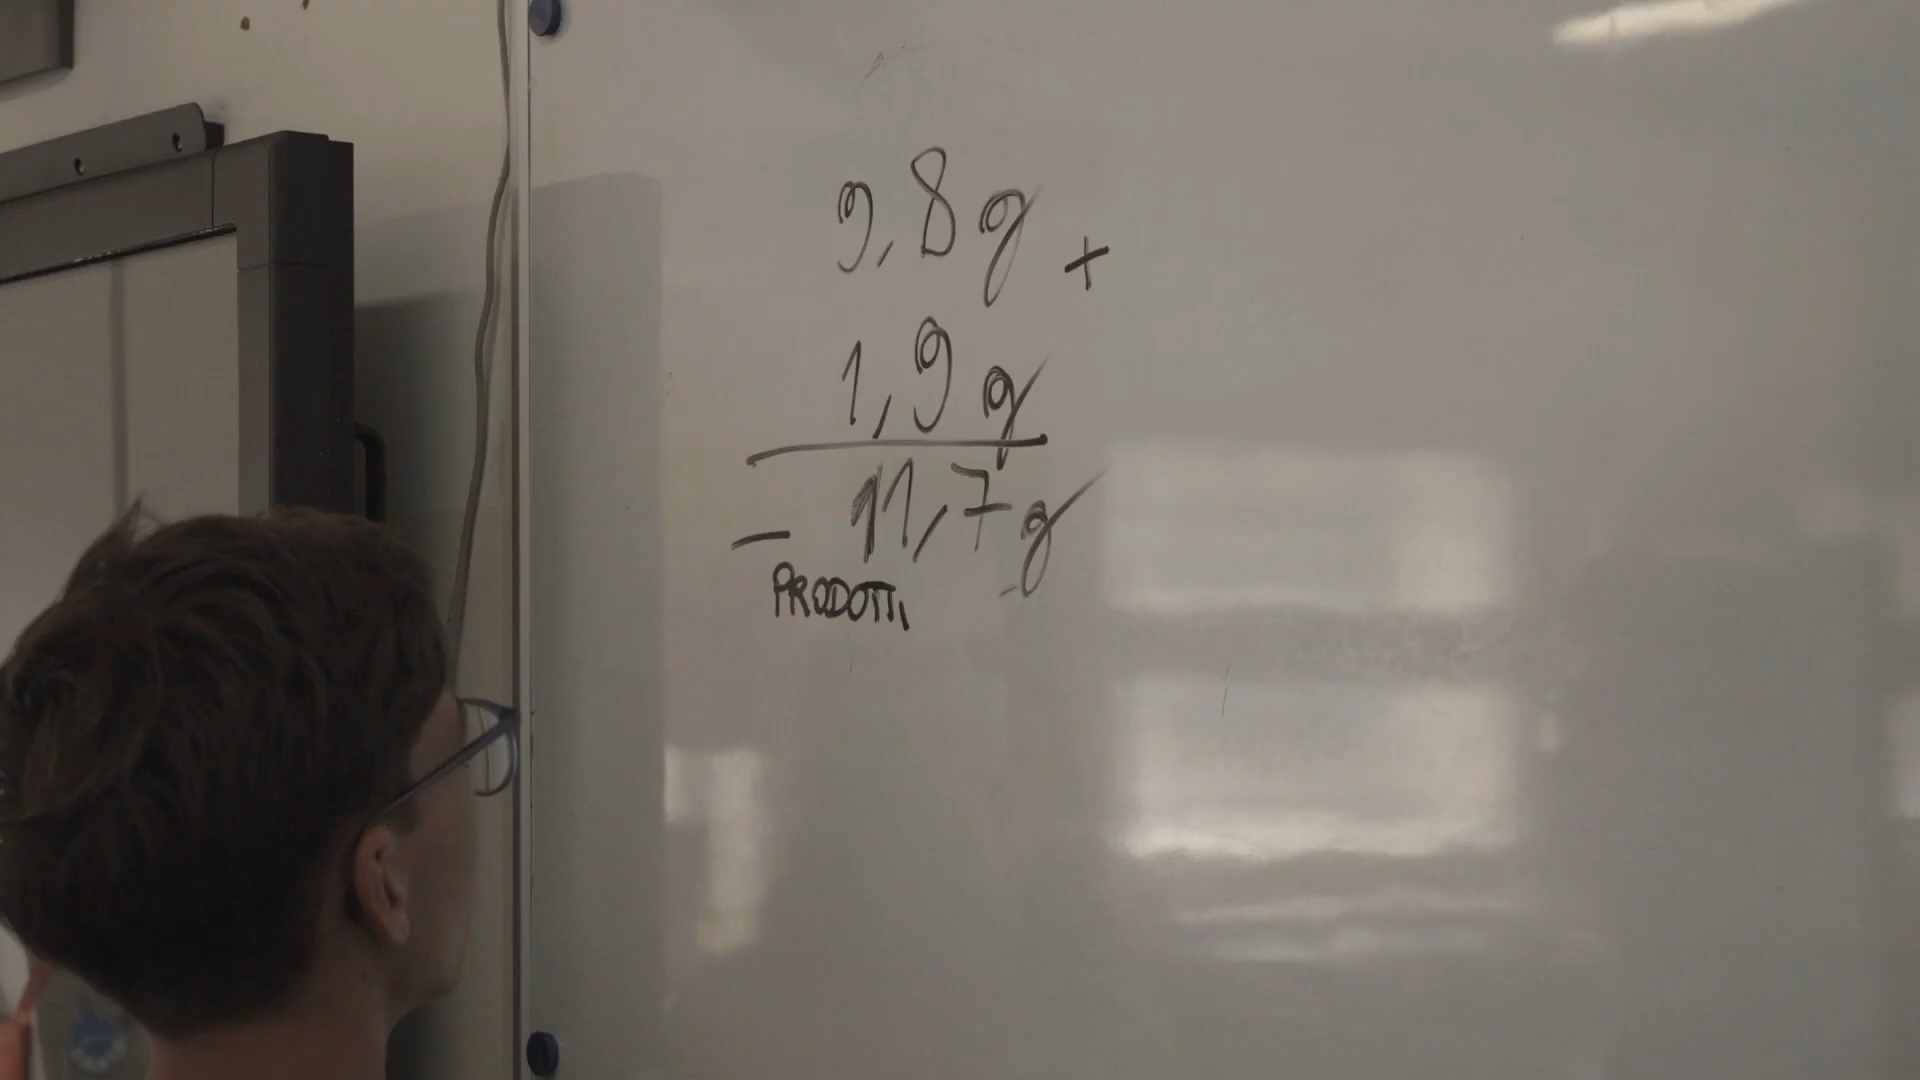 9,8 g +
1,9 g
- 11,7 g
PRODOTTI